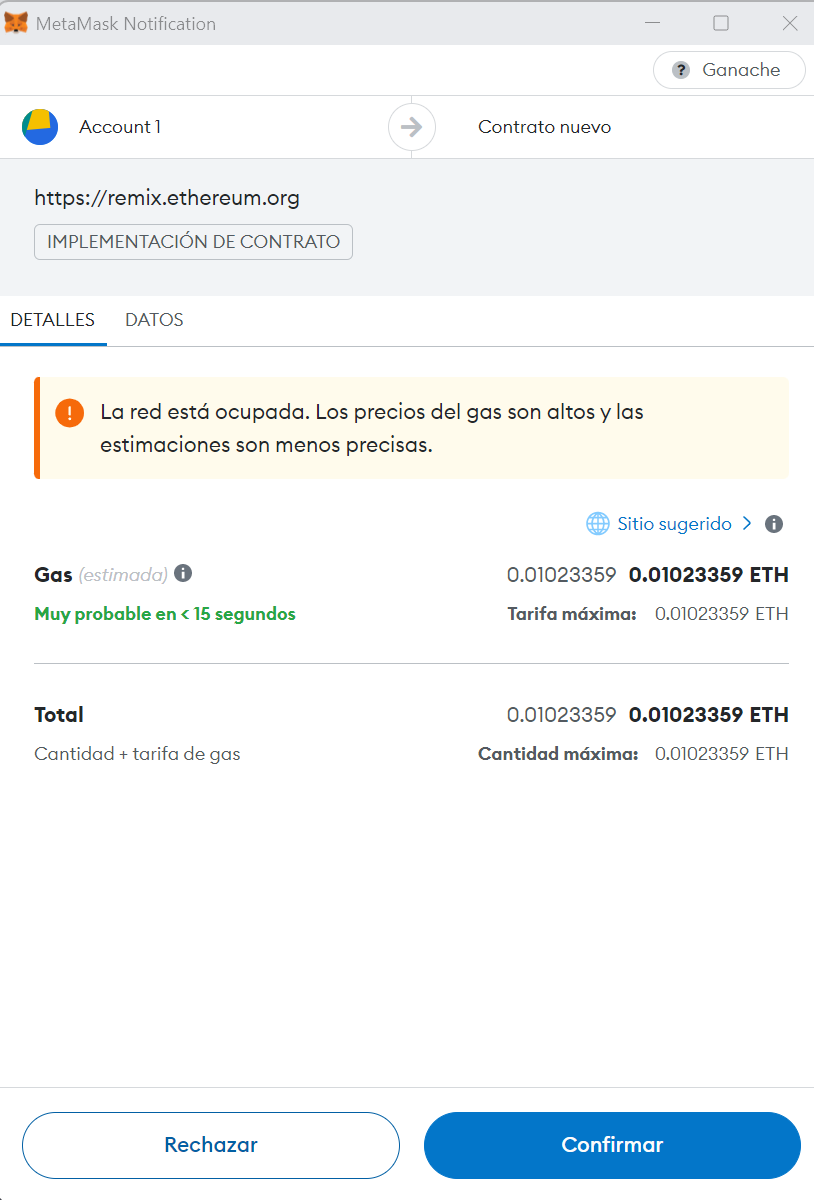 MetaMask Notification
? Ganache
Account 1
Contrato nuevo
https://remix.ethereum.org
IMPLEMENTACIÓN DE CONTRATO
DETALLES DATOS
La red está ocupada. Los precios del gas son altos y las
estimaciones son menos precisas.
Sitio sugerido
Gas (estimada) 0.01023359 0.01023359 ETH
Muy probable en < 15 segundos Tarifa máxima: 0.01023359 ETH
Total 0.01023359 0.01023359 ETH
Cantidad + tarifa de gas Cantidad máxima: 0.01023359 ETH
Rechazar Confirmar